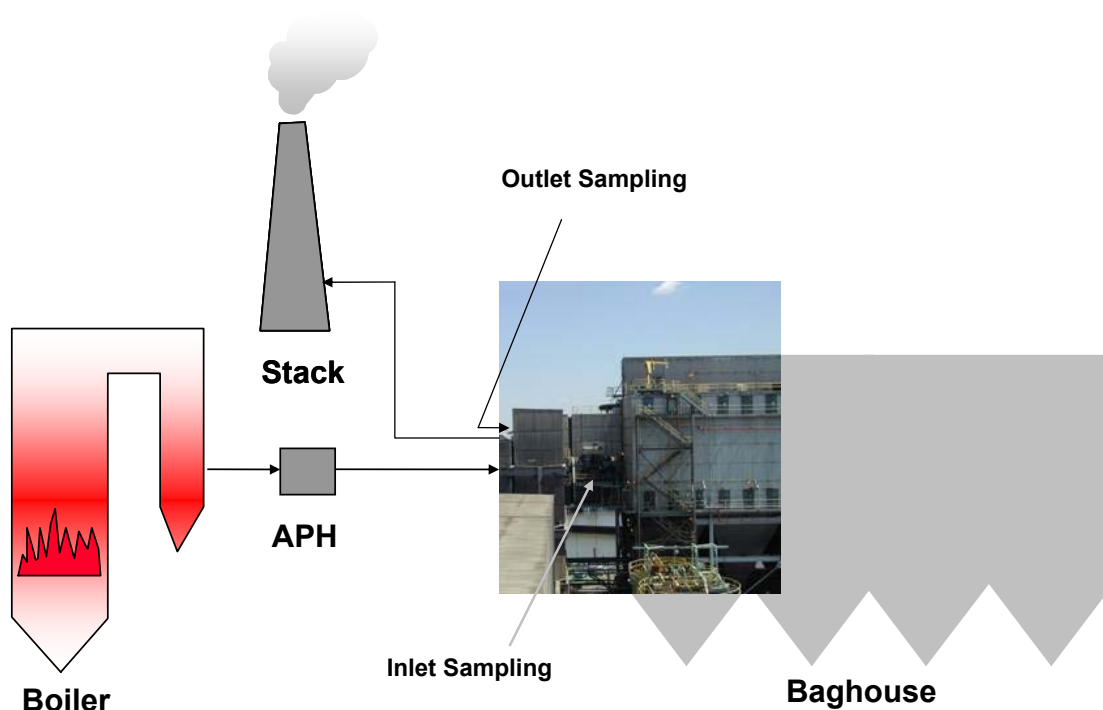 Outlet Sampling
Stack
APH
Inlet Sampling
Boiler
Baghouse